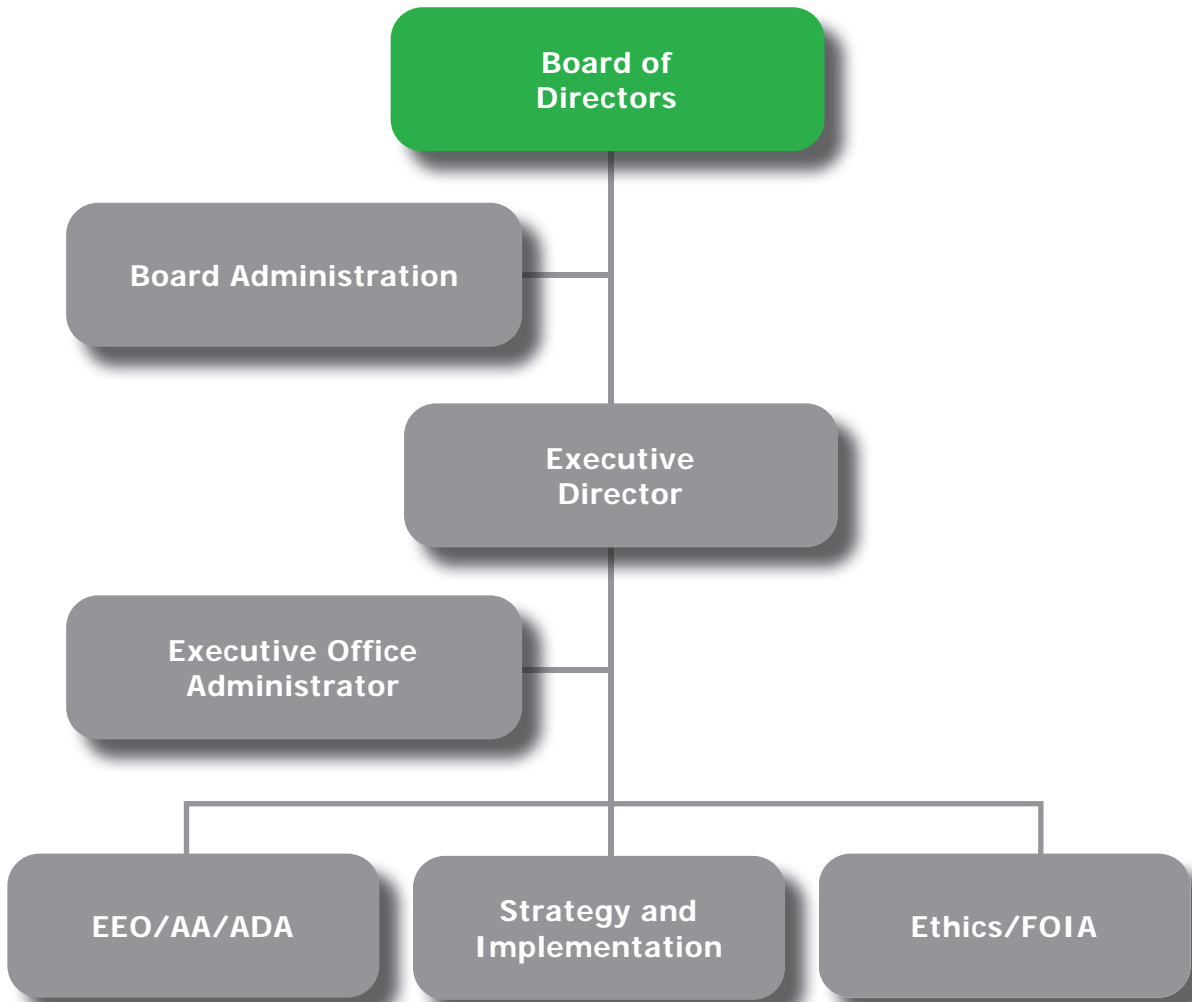 Board of
Directors
Board Administration
Executive
Director
Executive Office
Administrator
EEO/AA/ADA
Strategy and
Implementation
Ethics/FOIA